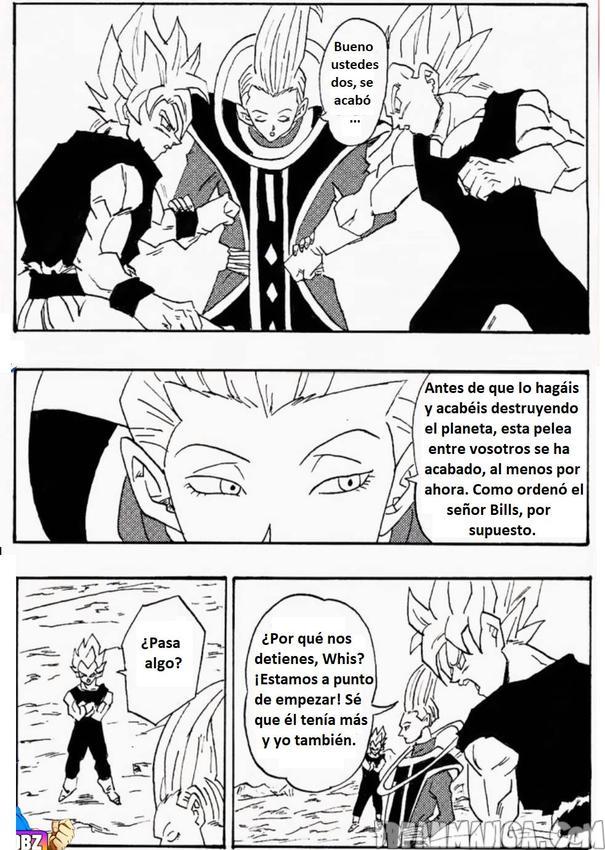 Bueno
ustedes
dos, se
acabó
...
Antes de que lo hagáis
y acabéis destruyendo
el planeta, esta pelea
entre vosotros se ha
acabado, al menos por
ahora. Como ordenó el
señor Bills, por
supuesto.
¿Pasa
algo?
¿Por qué nos
detienes, Whis?
¡Estamos a punto
de empezar! Sé
que él tenía más
y yo también.
BZ